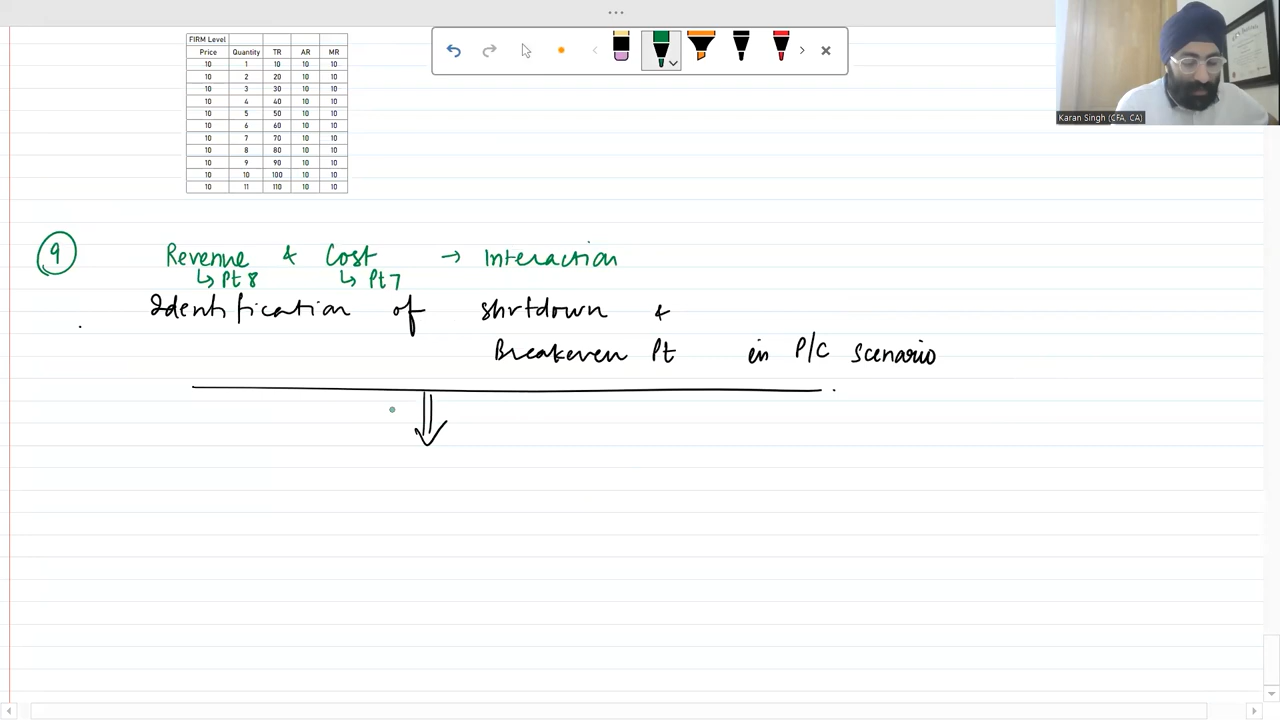 FIRM Level
Price Quantity TR AR MR
10 1 10 10 10
10 2 20 10 10
10 3 30 10 10
10 4 40 10 10
10 5 50 10 10
10 6 60 10 10
10 7 70 10 10
10 8 80 10 10
10 9 90 10 10
10 10 100 10 10
10 11 110 10 10
Karan Singh (CFA, CA)
9 Revenue & Cost → Interaction
↳ Pt 8 ↳ Pt 7
Identification of shrtdown &
Breakeven Pt in P/C scenario